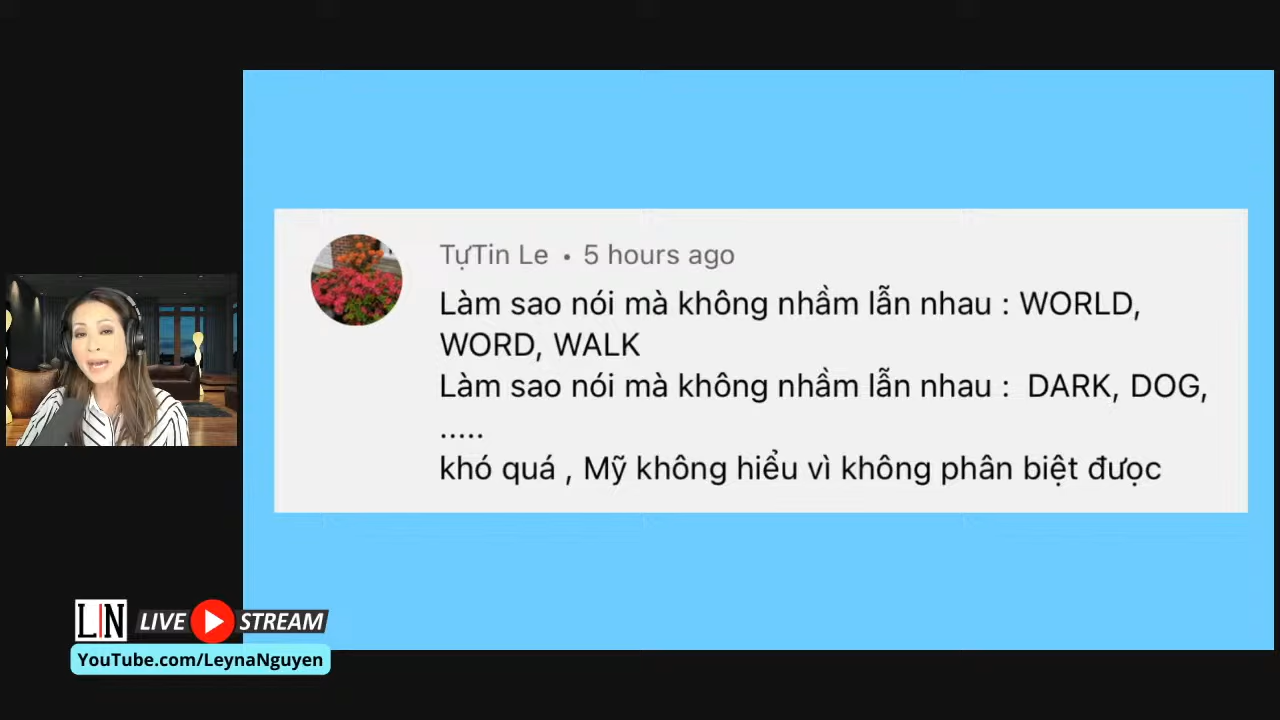 TựTin Le • 5 hours ago
Làm sao nói mà không nhầm lẫn nhau : WORLD,
WORD, WALK
Làm sao nói mà không nhầm lẫn nhau : DARK, DOG,
.....
khó quá , Mỹ không hiểu vì không phân biệt được
LIN LIVE STREAM
YouTube.com/LeynaNguyen